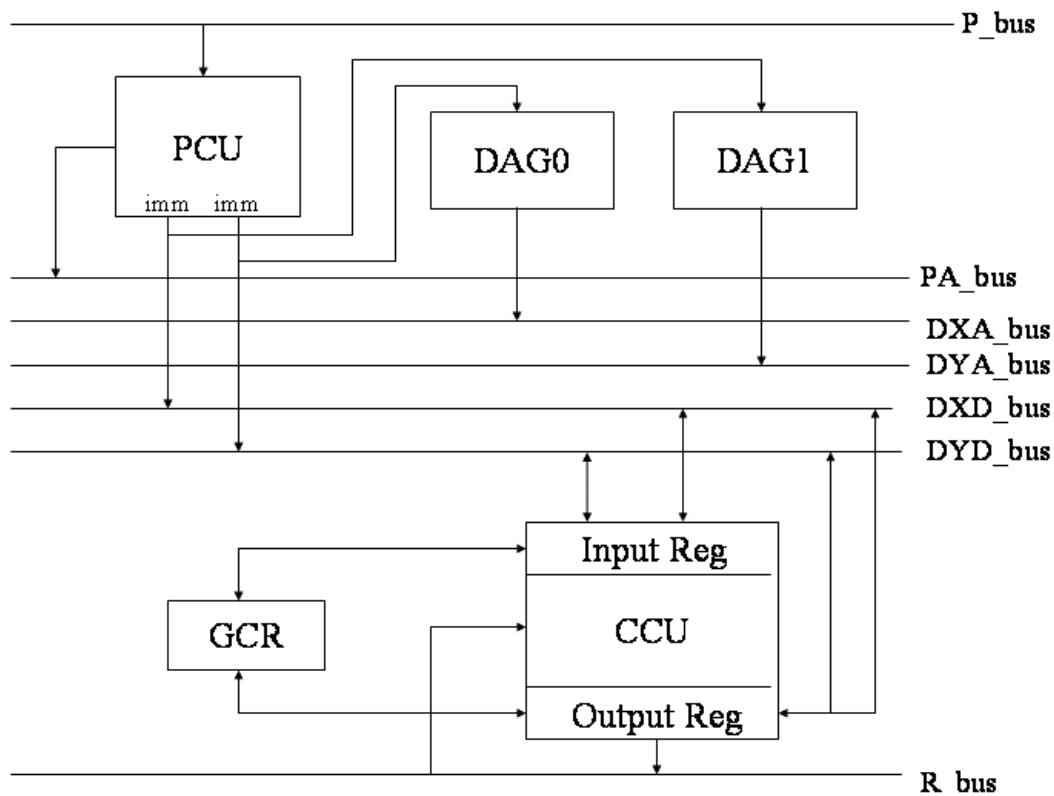 P_bus
PCU
imm imm
DAG0
DAG1
PA_bus
DXA_bus
DYA_bus
DXD_bus
DYD_bus
Input Reg
CCU
GCR
Output Reg
R_bus